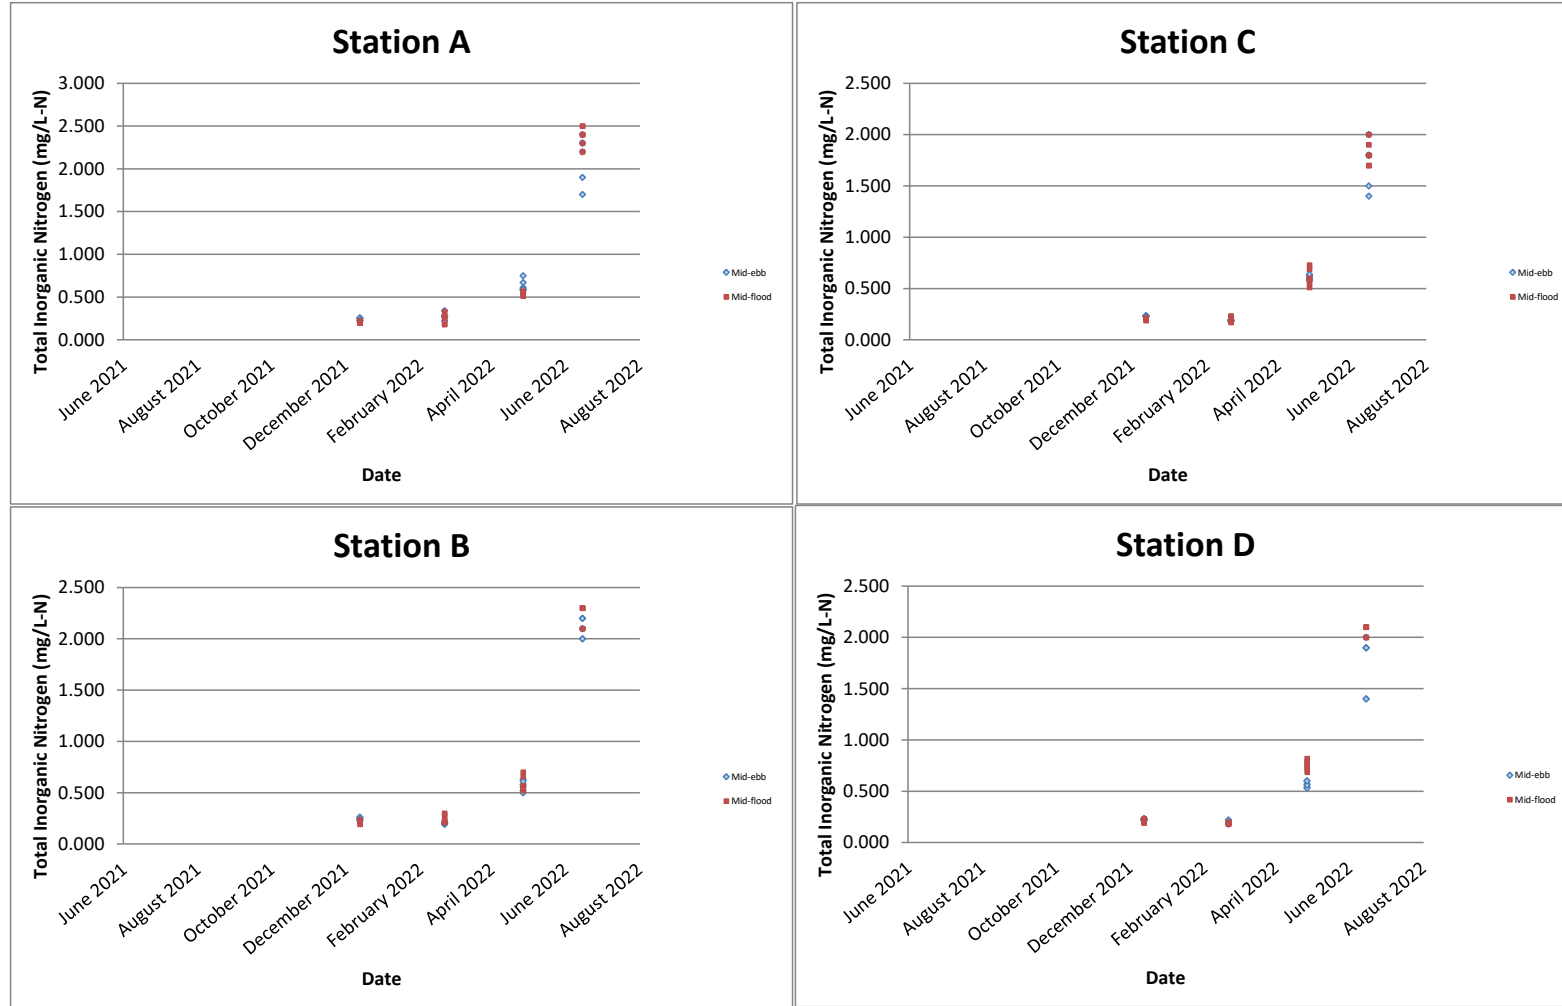 Station A
Total Inorganic Nitrogen (mg/L-N)
3.000
2.500
2.000
1.500
1.000
0.500
0.000
June 2021
August 2021
October 2021
December 2021
February 2022
April 2022
June 2022
August 2022
Date
Mid-ebb
Mid-flood
Station C
Total Inorganic Nitrogen (mg/L-N)
2.500
2.000
1.500
1.000
0.500
0.000
June 2021
August 2021
October 2021
December 2021
February 2022
April 2022
June 2022
August 2022
Date
Mid-ebb
Mid-flood
Station B
Total Inorganic Nitrogen (mg/L-N)
2.500
2.000
1.500
1.000
0.500
0.000
June 2021
August 2021
October 2021
December 2021
February 2022
April 2022
June 2022
August 2022
Date
Mid-ebb
Mid-flood
Station D
Total Inorganic Nitrogen (mg/L-N)
2.500
2.000
1.500
1.000
0.500
0.000
June 2021
August 2021
October 2021
December 2021
February 2022
April 2022
June 2022
August 2022
Date
Mid-ebb
Mid-flood